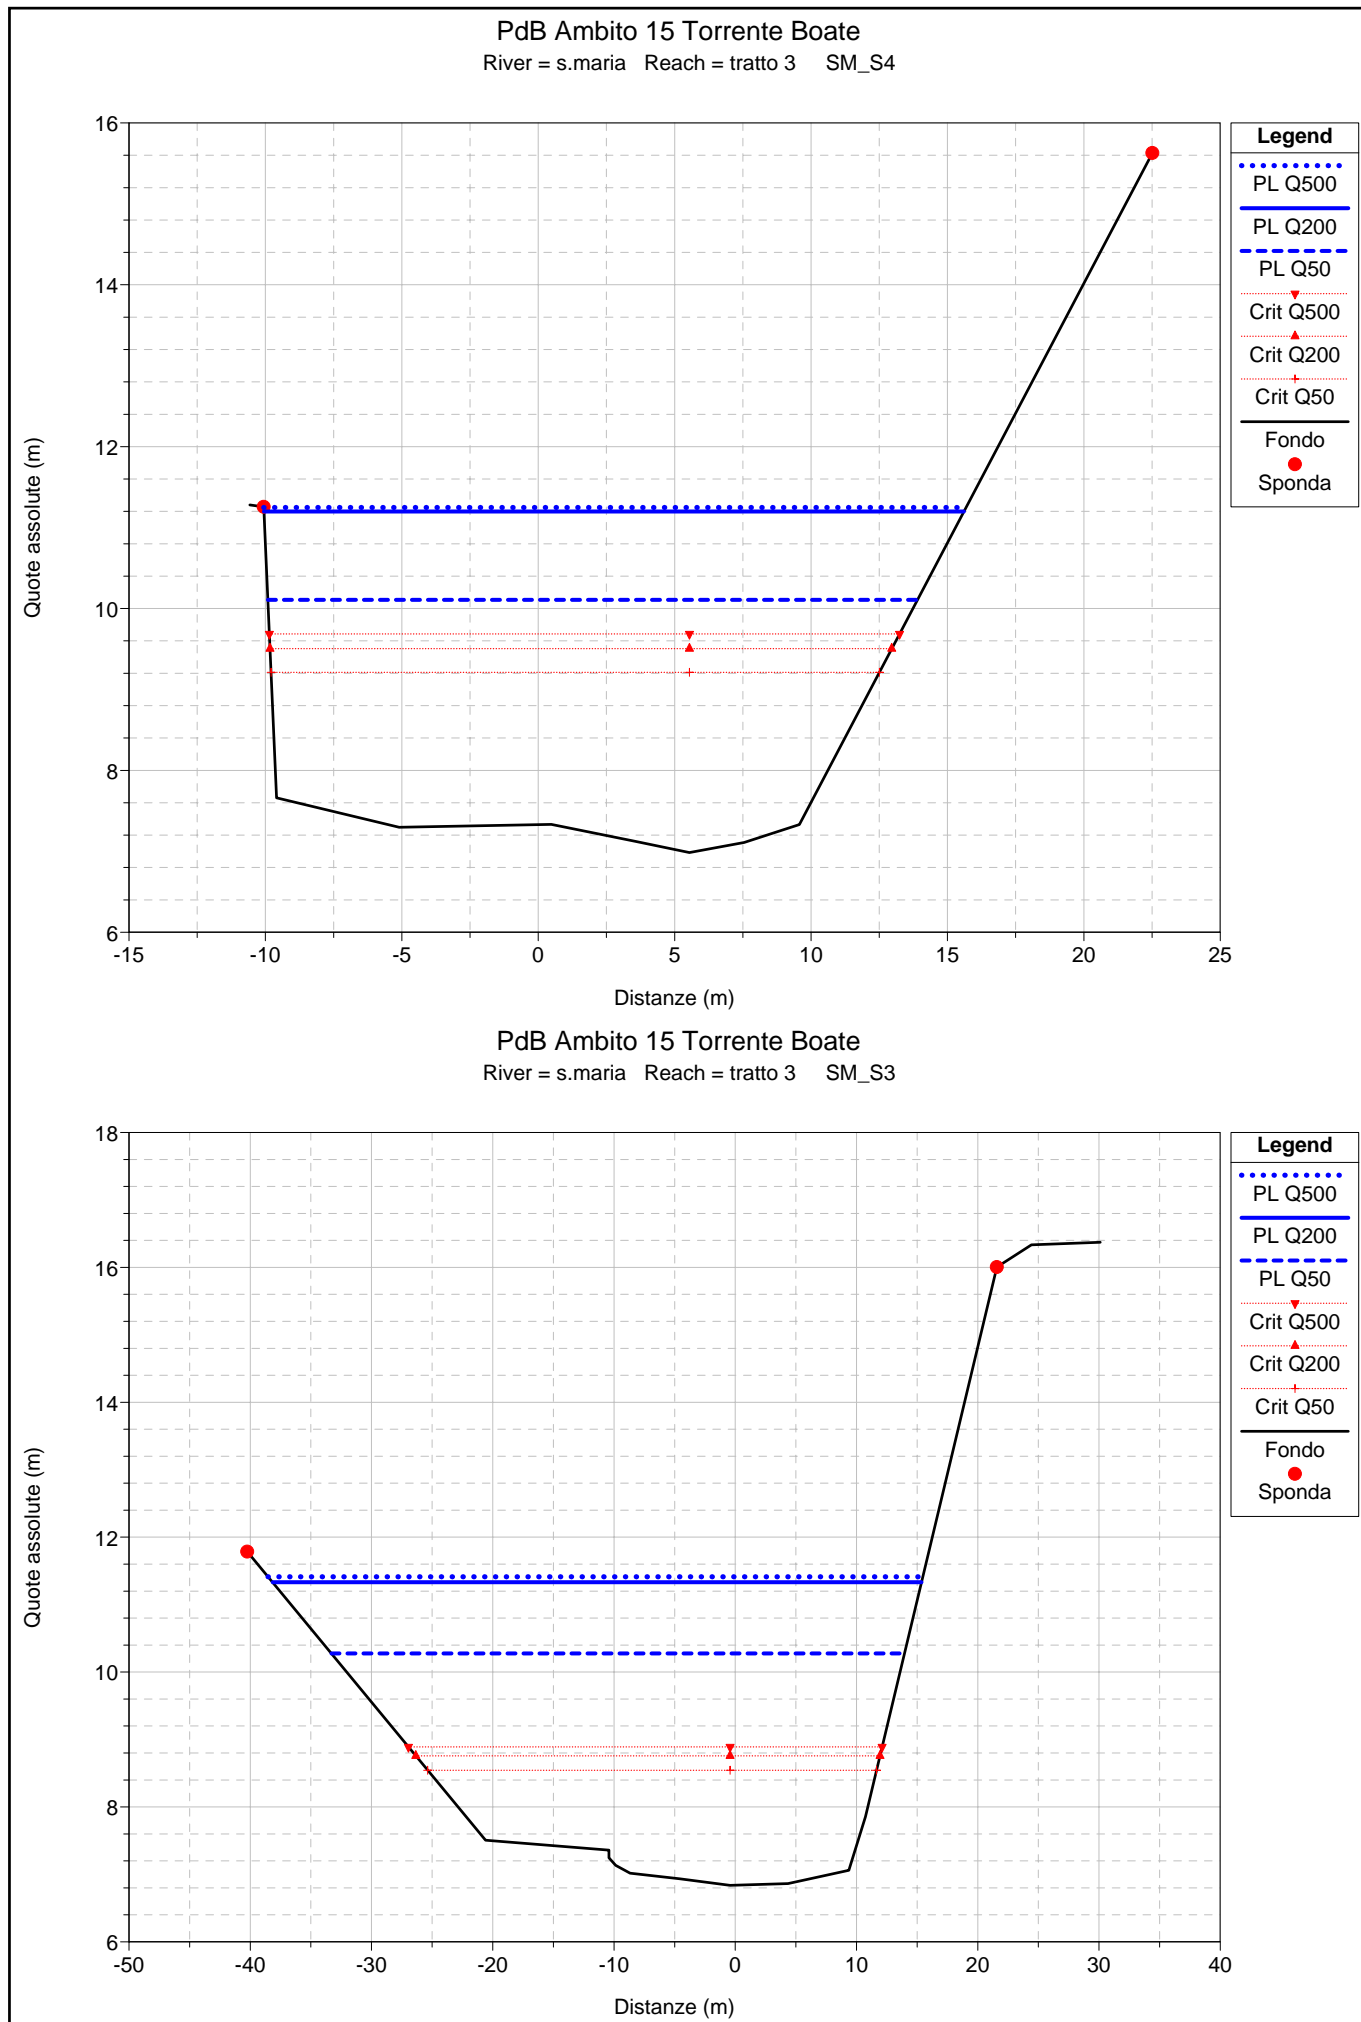 PdB Ambito 15 Torrente Boate
River = s.maria Reach = tratto 3 SM_S4
16
14
12
10
8
6
Quote assolute (m)
-15 -10 -5 0 5 10 15 20 25
Distanze (m)
Legend
PL Q500
PL Q200
PL Q50
Crit Q500
Crit Q200
Crit Q50
Fondo
Sponda
PdB Ambito 15 Torrente Boate
River = s.maria Reach = tratto 3 SM_S3
18
16
14
12
10
8
6
Quote assolute (m)
-50 -40 -30 -20 -10 0 10 20 30 40
Distanze (m)
Legend
PL Q500
PL Q200
PL Q50
Crit Q500
Crit Q200
Crit Q50
Fondo
Sponda